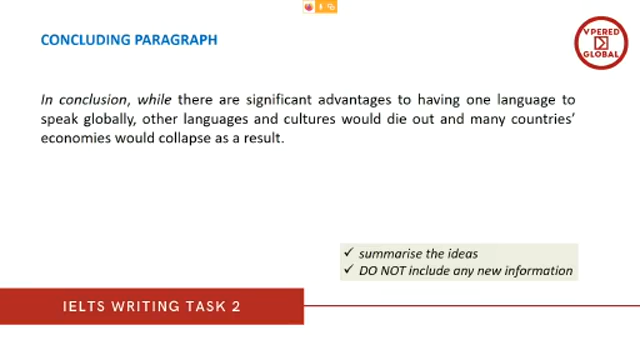 CONCLUDING PARAGRAPH
VPERED
GLOBAL
In conclusion, while there are significant advantages to having one language to
speak globally, other languages and cultures would die out and many countries’
economies would collapse as a result.
✓ summarise the ideas
✓ DO NOT include any new information
IELTS WRITING TASK 2